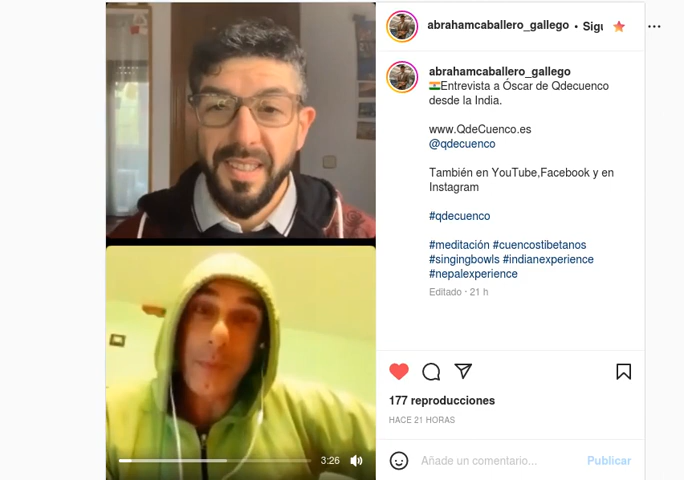 abrahamcaballero_gallego • Sigu
abrahamcaballero_gallego
Entrevista a Óscar de Qdecuenco
desde la India.
www.QdeCuenco.es
@qdecuenco
También en YouTube,Facebook y en
Instagram
#qdecuenco
#meditación #cuencostibetanos
#singingbowls #indianexperience
#nepalexperience
Editado · 21 h
177 reproducciones
HACE 21 HORAS
3:26
Añade un comentario...
Publicar